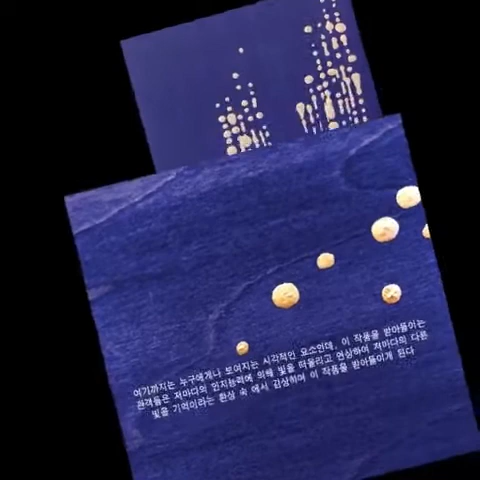 여기까지는 누구에게나 보여지는 시각적인 요소인데, 이 작품을 받아들이는
관객들은 저마다의 인지능력에 의해 빛을 떠올리고 연상하여 저마다의 다른
빛을 기억이라는 환상 속 에서 감상하며 이 작품을 받아들이게 된다